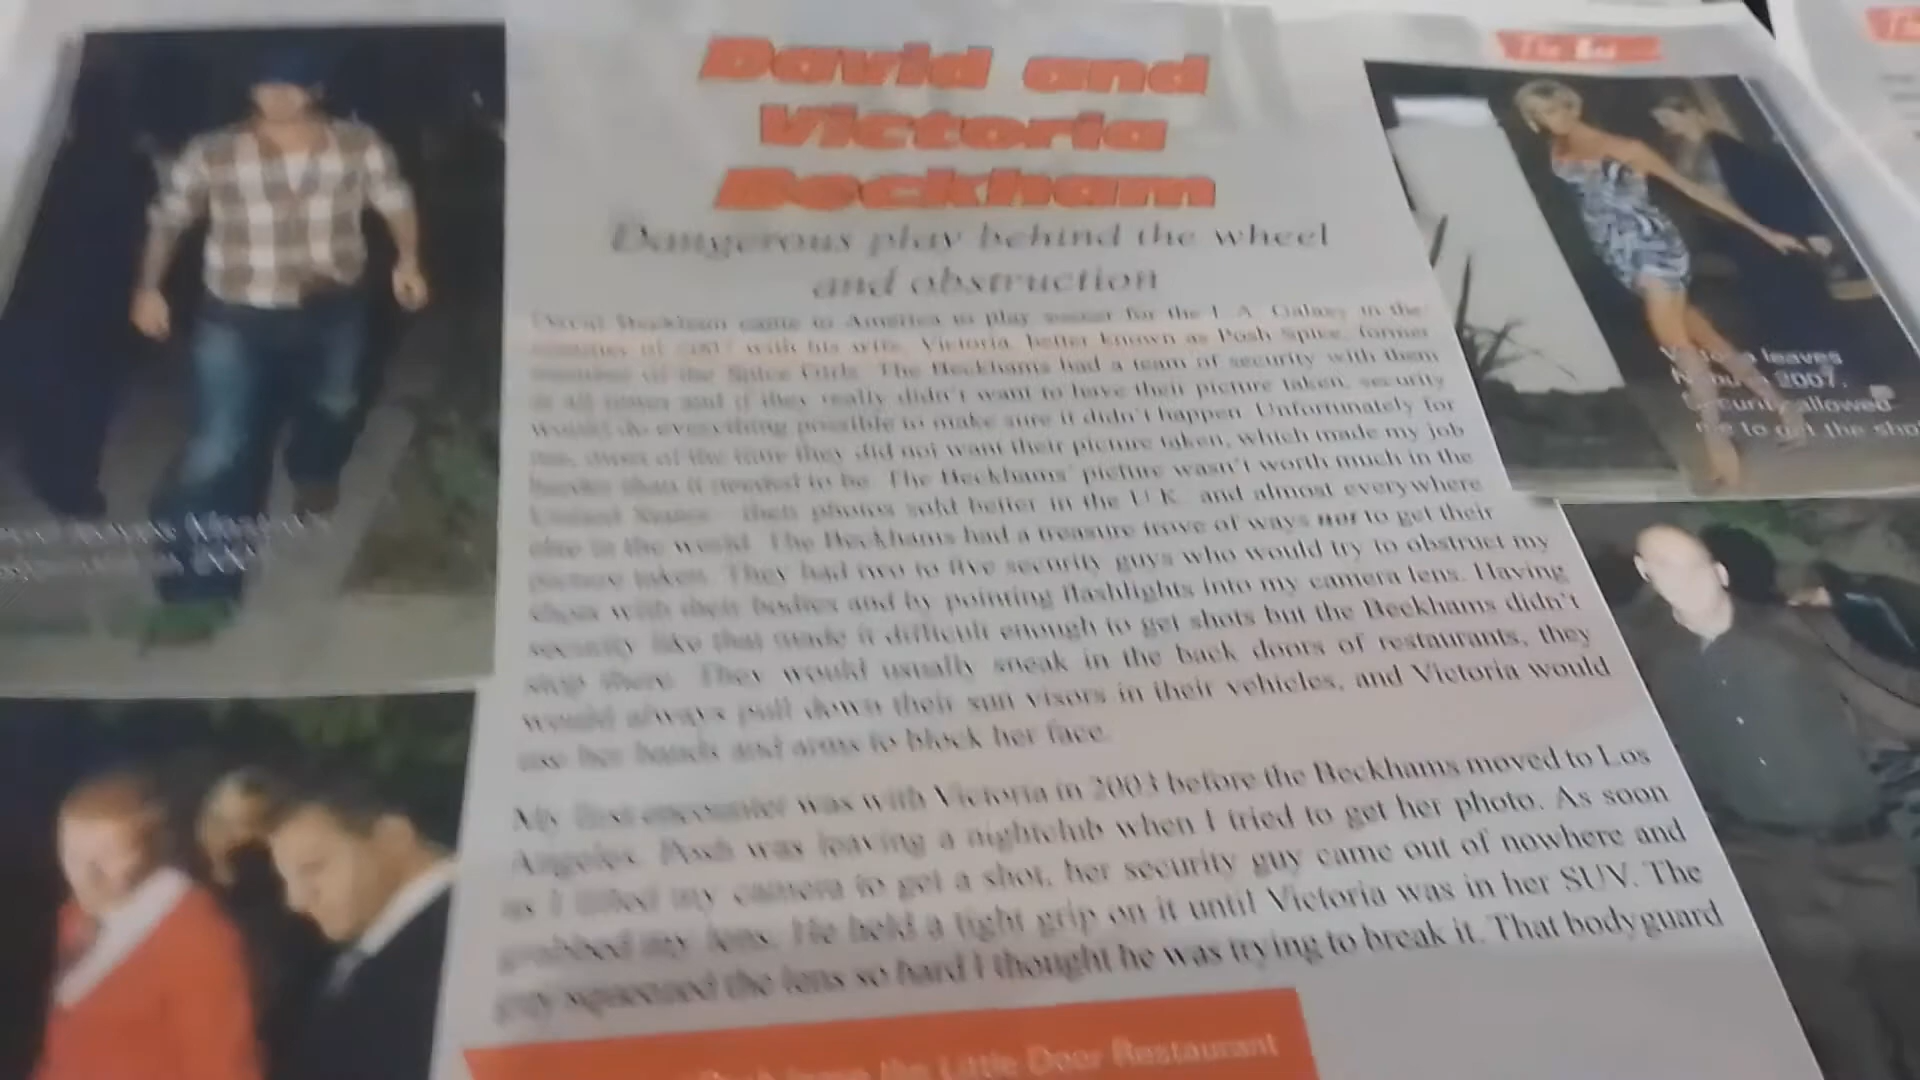 David and
Victoria
Beckham
Dangerous play behind the wheel
and obstruction
David Beckham came to America to play soccer for the L.A. Galaxy in the
summer of 2007 with his wife, Victoria, better known as Posh Spice, former
member of the Spice Girls. The Beckhams had a team of security with them
at all times and if they really didn't want to have their picture taken, security
would do everything possible to make sure it didn't happen. Unfortunately for
me, most of the time they did not want their picture taken, which made my job
harder than it needed to be. The Beckhams' picture wasn't worth much in the
United States - their photos sold better in the U.K. and almost everywhere
else in the world. The Beckhams had a treasure trove of ways not to get their
picture taken. They had two to five security guys who would try to obstruct my
shots with their bodies and by pointing flashlights into my camera lens. Having
security like that made it difficult enough to get shots but the Beckhams didn't
stop there. They would usually sneak in the back doors of restaurants, they
would always pull down their sun visors in their vehicles, and Victoria would
use her hands and arms to block her face.
My first encounter was with Victoria in 2003 before the Beckhams moved to Los
Angeles. Posh was leaving a nightclub when I tried to get her photo. As soon
as I lifted my camera to get a shot, her security guy came out of nowhere and
grabbed my lens. He held a tight grip on it until Victoria was in her SUV. The
guy squeezed the lens so hard I thought he was trying to break it. That bodyguard
the Little Door Restaurant
The
Victoria leaves
2007.
Security allowed
me to get the shot